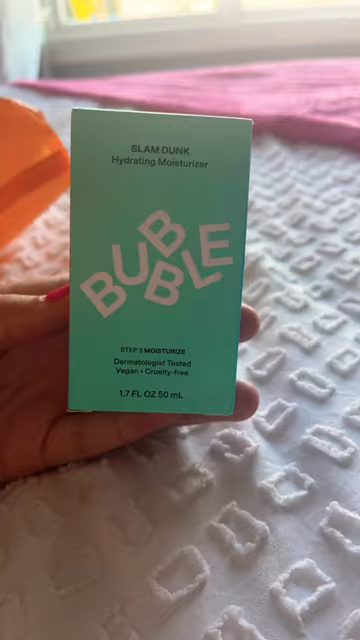 SLAM DUNK
Hydrating Moisturizer
BUBBLE
STEP 3 MOISTURIZE
Dermatologist Tested
Vegan • Cruelty-free
1.7 FL OZ 50 mL